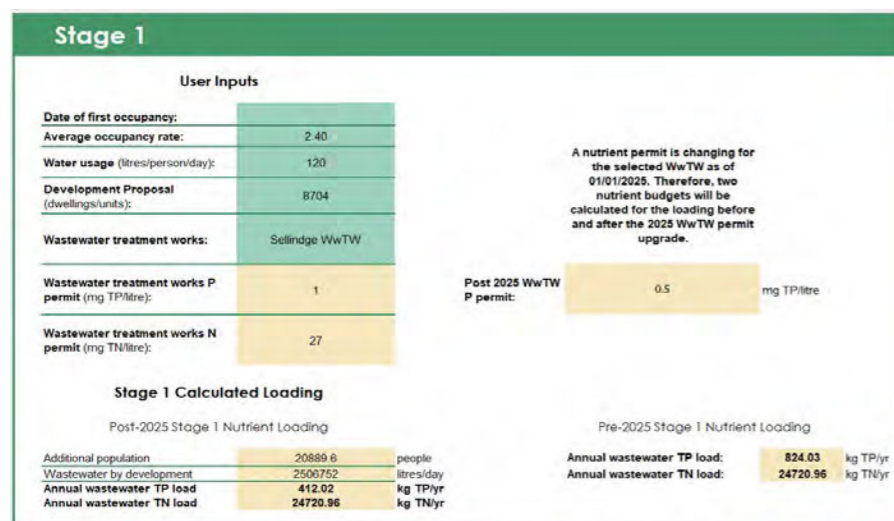 Stage 1
User Inputs
Date of first occupancy:
Average occupancy rate: 2.40
Water usage (litres/person/day): 120
Development Proposal
(dwellings/units): 8704
Wastewater treatment works: Sellindge WwTW
Wastewater treatment works P
permit (mg TP/litre): 1
Wastewater treatment works N
permit (mg TN/litre): 27
A nutrient permit is changing for
the selected WwTW as of
01/01/2025. Therefore, two
nutrient budgets will be
calculated for the loading before
and after the 2025 WwTW permit
upgrade.
Post 2025 WwTW
P permit: 0.5 mg TP/litre
Stage 1 Calculated Loading
Post-2025 Stage 1 Nutrient Loading
Additional population 20889.6 people
Wastewater by development 2506752 litres/day
Annual wastewater TP load 412.02 kg TP/yr
Annual wastewater TN load 24720.96 kg TN/yr
Pre-2025 Stage 1 Nutrient Loading
Annual wastewater TP load: 824.03 kg TP/yr
Annual wastewater TN load: 24720.96 kg TN/yr